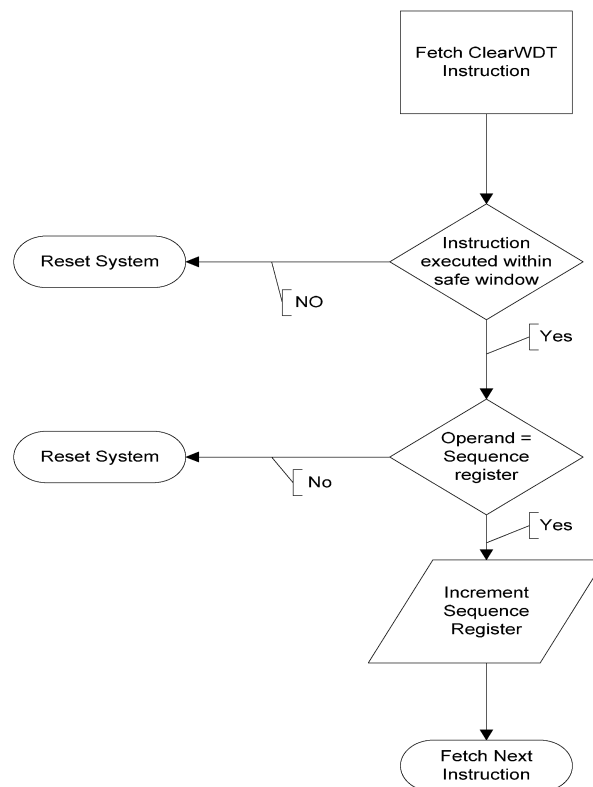 Fetch ClearWDT
Instruction
Instruction
executed within
safe window
Reset System
NO
Yes
Operand =
Sequence
register
Reset System
No
Yes
Increment
Sequence
Register
Fetch Next
Instruction